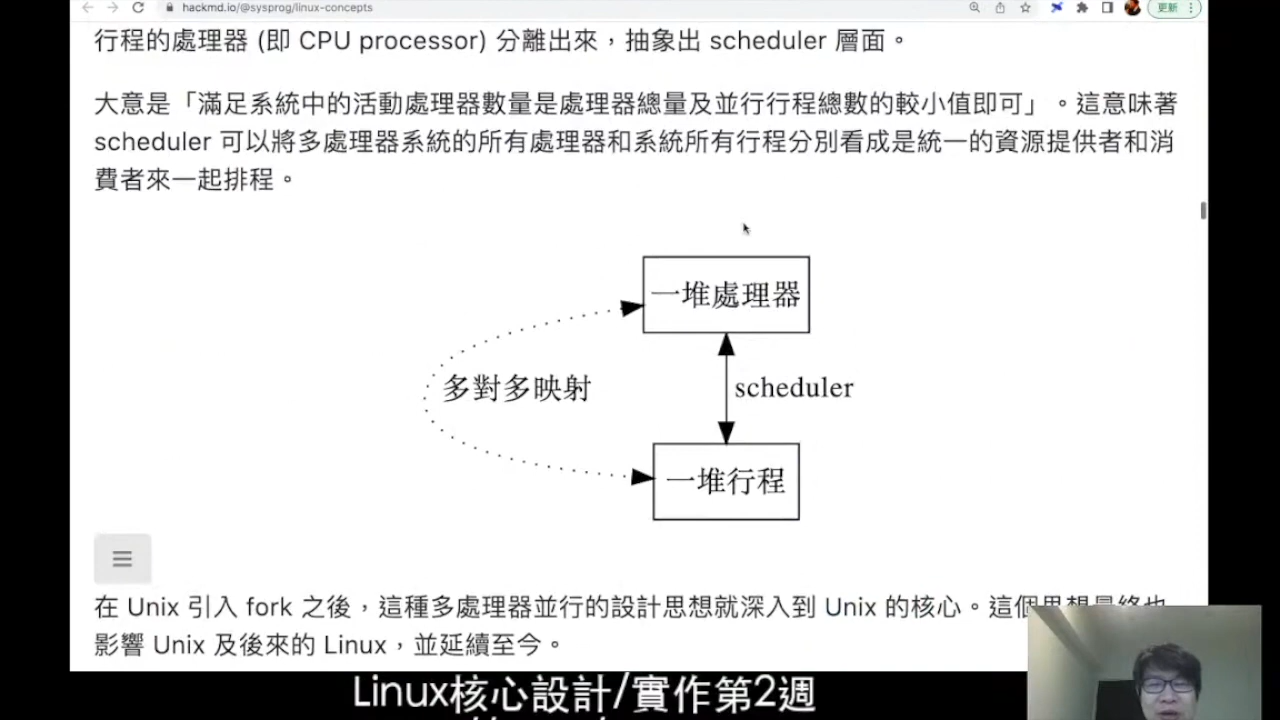 hackmd.io/@sysprog/linux-concepts
更新
行程的處理器 (即 CPU processor) 分離出來，抽象出 scheduler 層面。
大意是「滿足系統中的活動處理器數量是處理器總量及並行行程總數的較小值即可」。這意味著
scheduler 可以將多處理器系統的所有處理器和系統所有行程分別看成是統一的資源提供者和消
費者來一起排程。
一堆處理器
多對多映射
scheduler
一堆行程
在 Unix 引入 fork 之後，這種多處理器並行的設計思想就深入到 Unix 的核心。這個思想最終也
影響 Unix 及後來的 Linux，並延續至今。
Linux核心設計/實作第2週